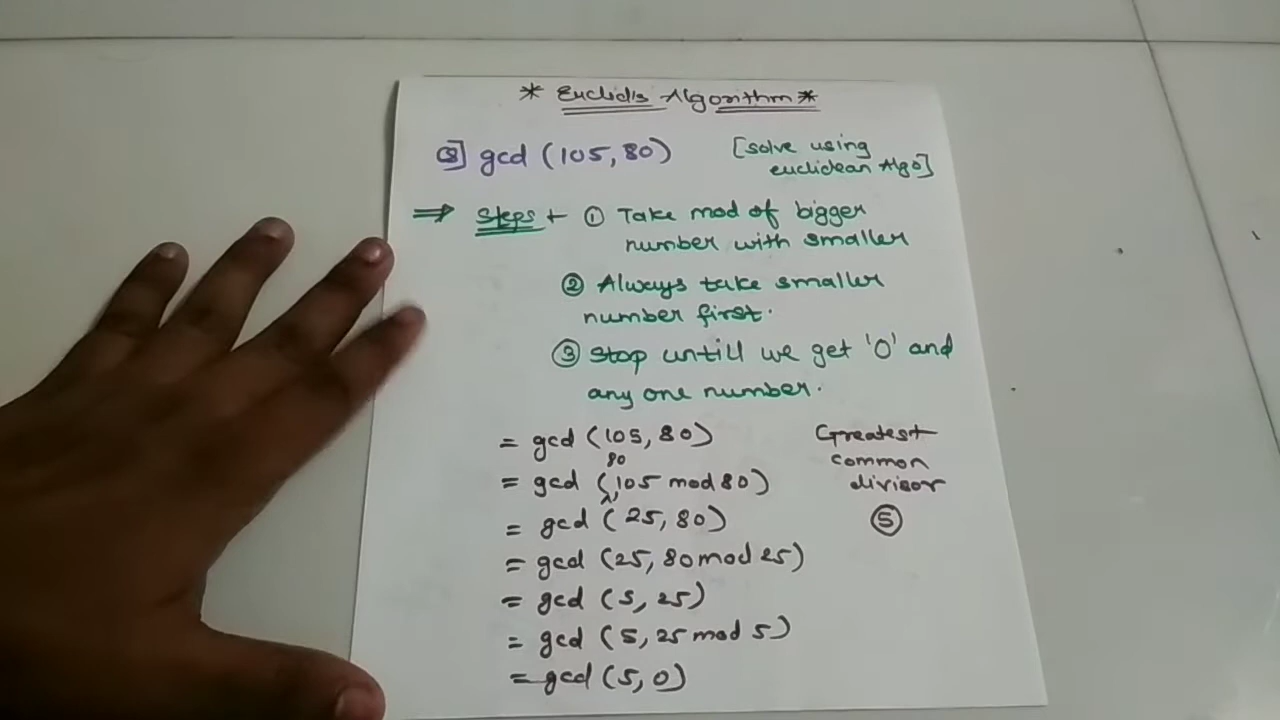 * Euclid's Algorithm *
Q] gcd (105, 80) [solve using
euclidean Algo]
⇒ Steps ① Take mod of bigger
number with smaller
② Always take smaller
number first.
③ Stop untill we get '0' and
any one number.
= gcd (105, 80) Greatest
80 common
= gcd (, 105 mod 80) divisor
= gcd (25, 80) ⑤
= gcd (25, 80 mod 25)
= gcd (5, 25)
= gcd (5, 25 mod 5)
= gcd (5, 0)